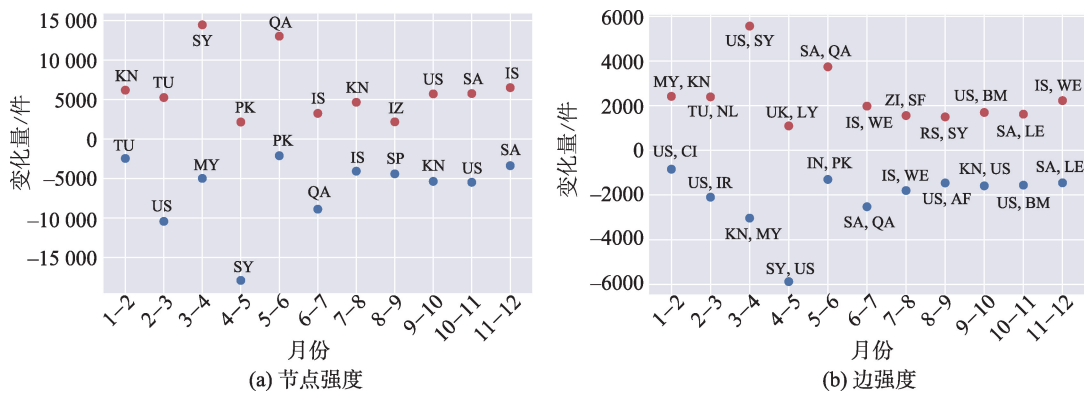 15 000
10 000
5000
0
−5000
−10 000
−15 000
变化量/件
KN
TU
SY
PK
QA
IS
KN
IZ
US
SA
IS
TU
US
MY
SY
PK
QA
IS
SP
KN
US
SA
1−2
2−3
3−4
4−5
5−6
6−7
7−8
8−9
9−10
10−11
11−12
月份
(a) 节点强度
6000
4000
2000
0
−2000
−4000
−6000
变化量/件
MY, KN
TU, NL
US, SY
UK, LY
SA, QA
IS, WE
ZI, SF
RS, SY
US, BM
SA, LE
IS, WE
US, CI
US, IR
KN, MY
SY, US
IN, PK
SA, QA
IS, WE
US, AF
KN, US
US, BM
SA, LE
1−2
2−3
3−4
4−5
5−6
6−7
7−8
8−9
9−10
10−11
11−12
月份
(b) 边强度